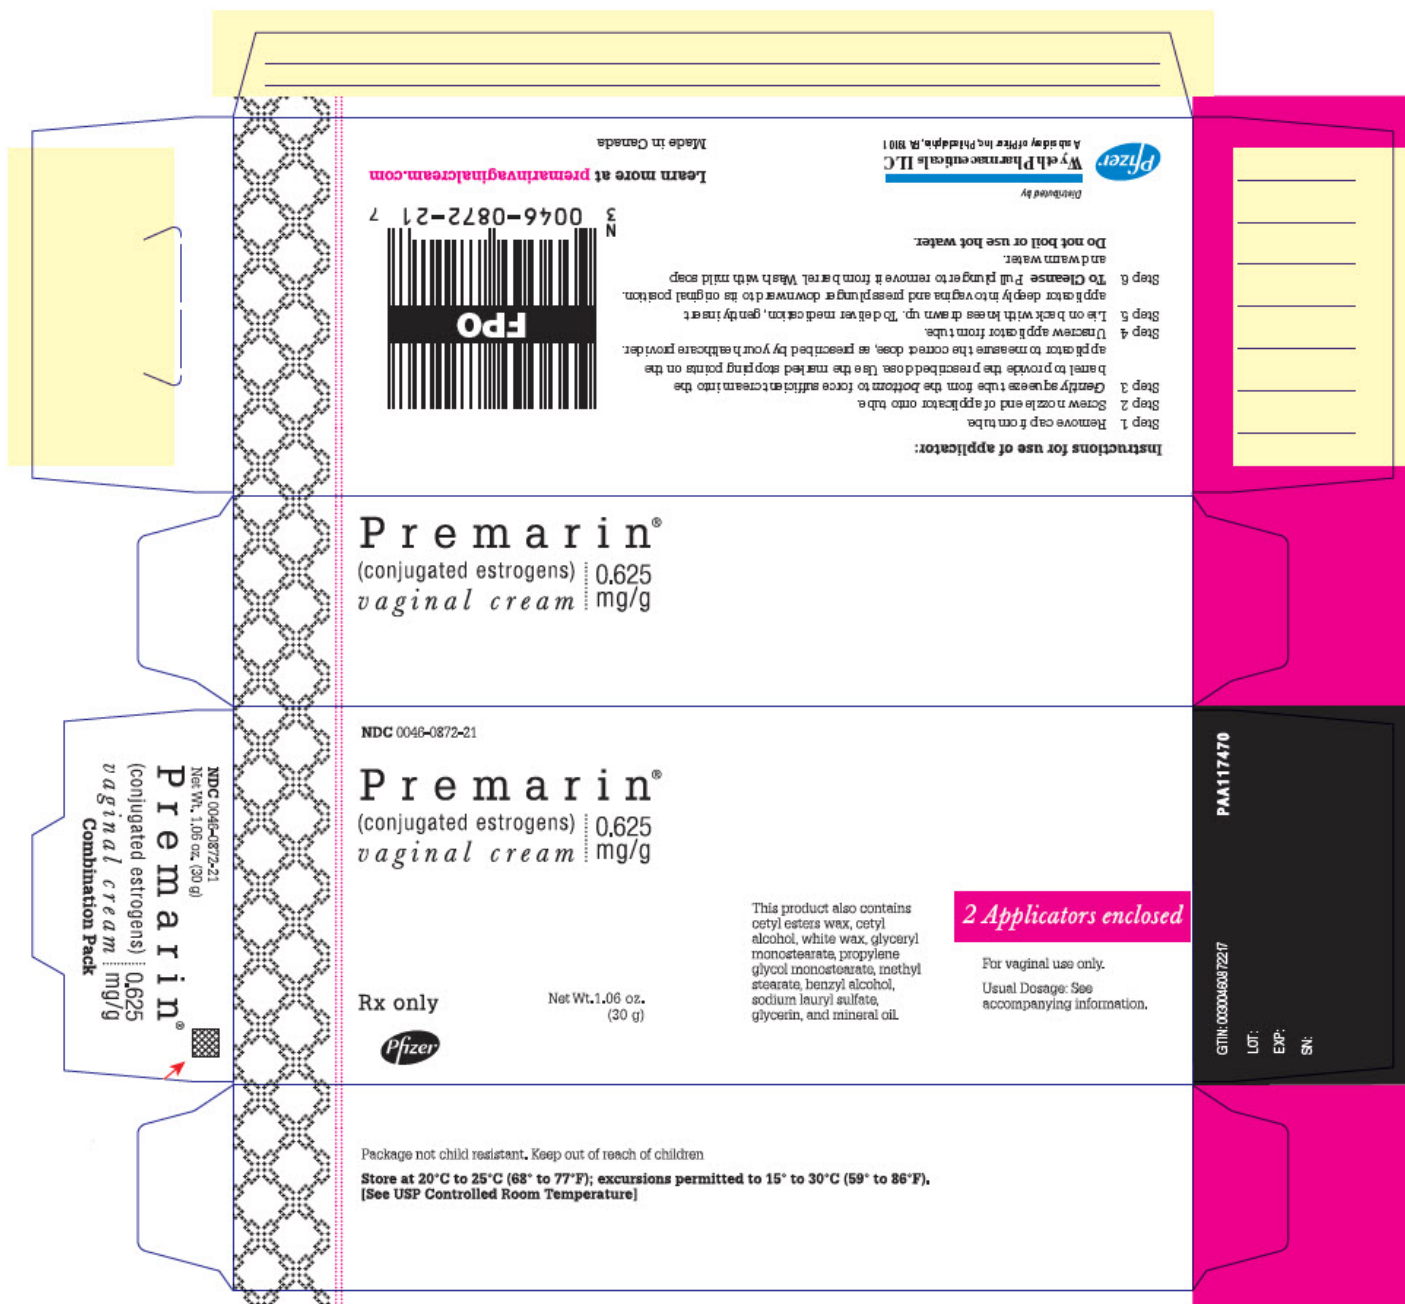 Made in Canada
Learn more at premarinvaginalcream.com
N
3 0046-0872-21 7
FPO
Pfizer
Distributed by
Wyeth Pharmaceuticals LLC
A subsidiary of Pfizer Inc, Philadelphia, PA 19101
Instructions for use of applicator:
Step 1 Remove cap from tube.
Step 2 Screw nozzle end of applicator onto tube.
Step 3 Gently squeeze tube from the bottom to force sufficient cream into the
barrel to provide the prescribed dose. Use the marked stopping points on the
applicator to measure the correct dose, as prescribed by your healthcare provider.
Step 4 Unscrew applicator from tube.
Step 5 Lie on back with knees drawn up. To deliver medication, gently insert
applicator deeply into vagina and press plunger downward to its original position.
Step 6 To Cleanse Pull plunger to remove it from barrel. Wash with mild soap
and warm water.
Do not boil or use hot water.
Premarin®
(conjugated estrogens) 0.625
vaginal cream mg/g
NDC 0046-0872-21
Premarin®
(conjugated estrogens) 0.625
vaginal cream mg/g
Rx only
Net Wt.1.06 oz.
(30 g)
Pfizer
This product also contains
cetyl esters wax, cetyl
alcohol, white wax, glyceryl
monostearate, propylene
glycol monostearate, methyl
stearate, benzyl alcohol,
sodium lauryl sulfate,
glycerin, and mineral oil.
2 Applicators enclosed
For vaginal use only.
Usual Dosage: See
accompanying information.
NDC 0046-0872-21
Net Wt. 1.06 oz. (30 g)
Premarin®
(conjugated estrogens) 0.625
vaginal cream mg/g
Combination Pack
PAA117470
GTIN: 00300460872217
LOT:
EXP:
SN:
Package not child resistant. Keep out of reach of children
Store at 20°C to 25°C (68° to 77°F); excursions permitted to 15° to 30°C (59° to 86°F).
[See USP Controlled Room Temperature]